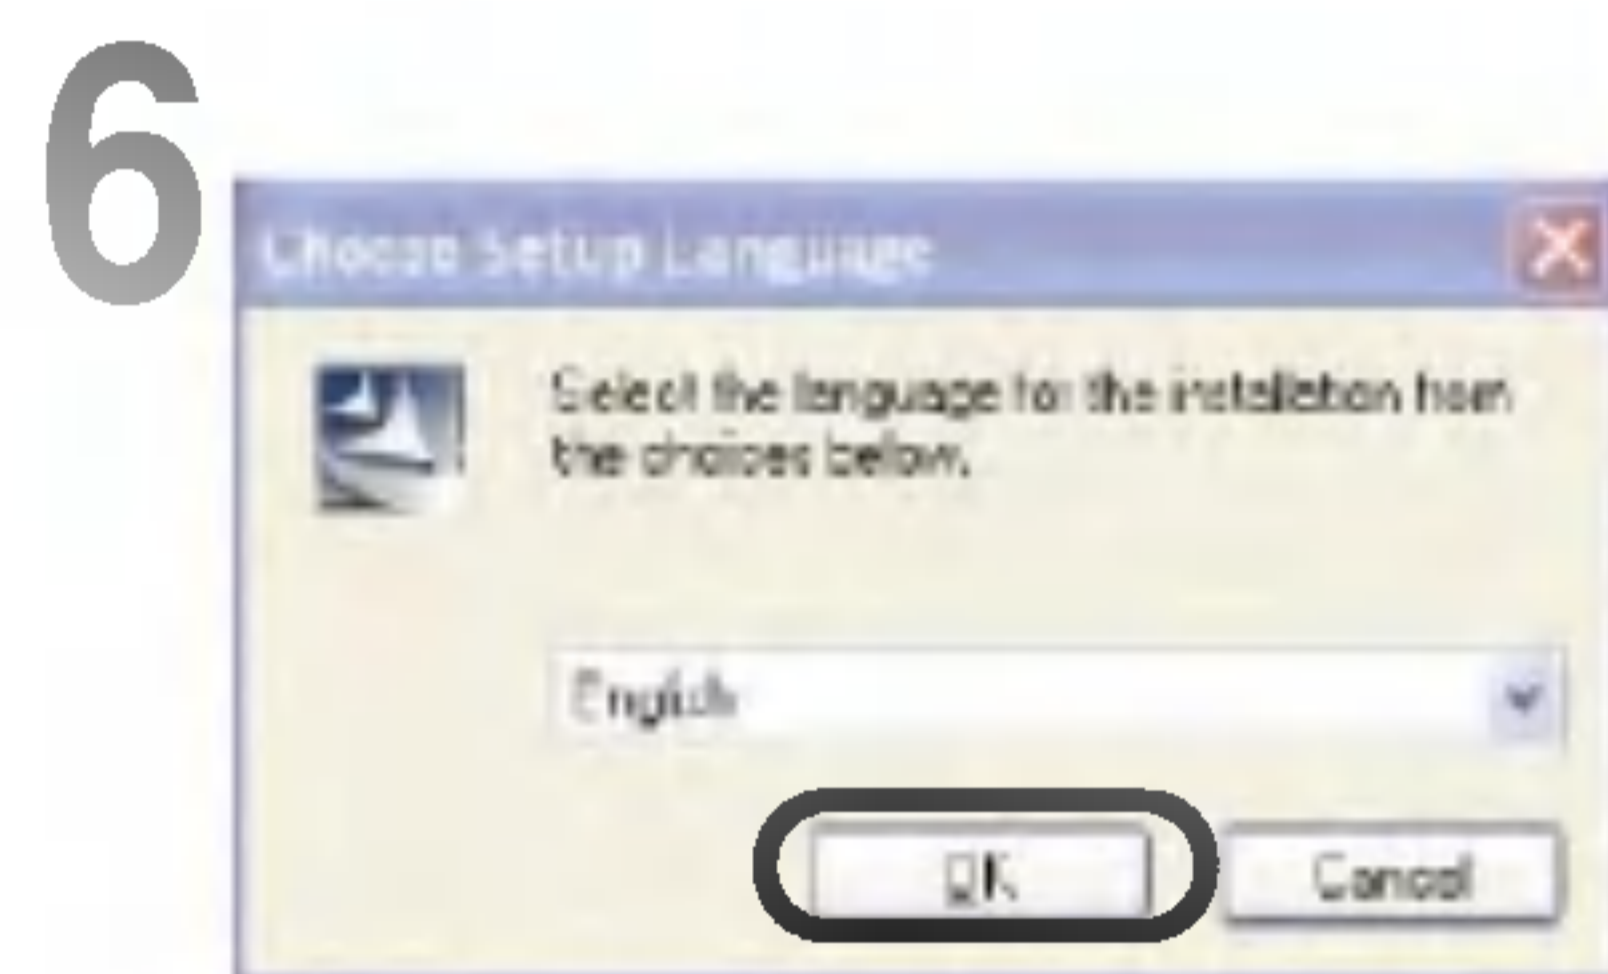 6
Choose Setup Language
Select the language for the installation from
the choices below.
English
OK
Cancel